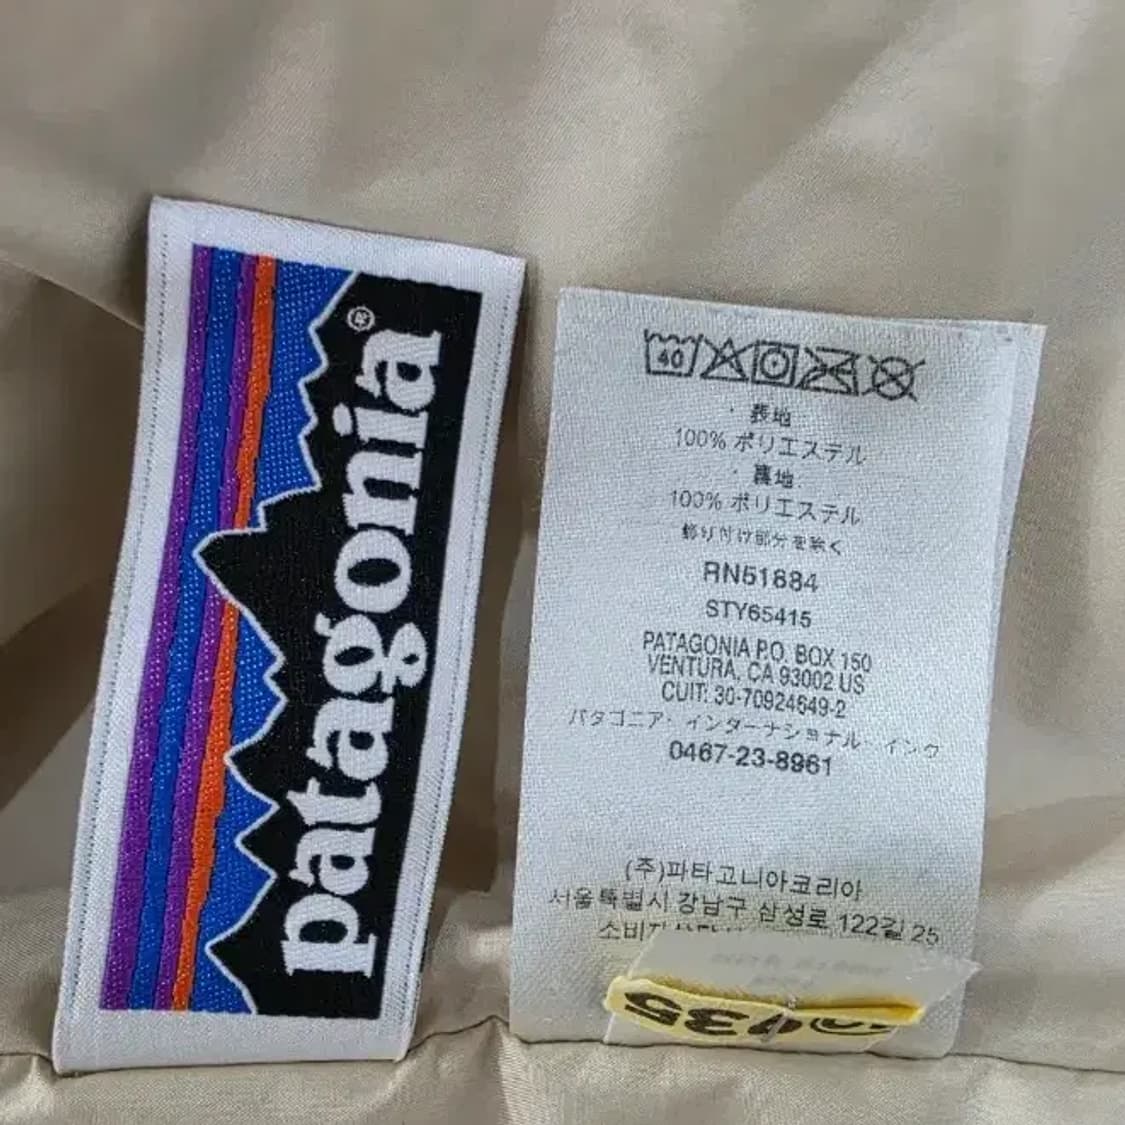 patagonia®
40
・表地:
100% ポリエステル
・裏地:
100% ポリエステル
飾り付け部分を除く
RN51884
STY65415
PATAGONIA P.O. BOX 150
VENTURA, CA 93002 US
CUIT: 30-70924649-2
パタゴニア・インターナショナル・インク
0467-23-8961
(주)파타고니아코리아
서울특별시 강남구 삼성로 122길 25